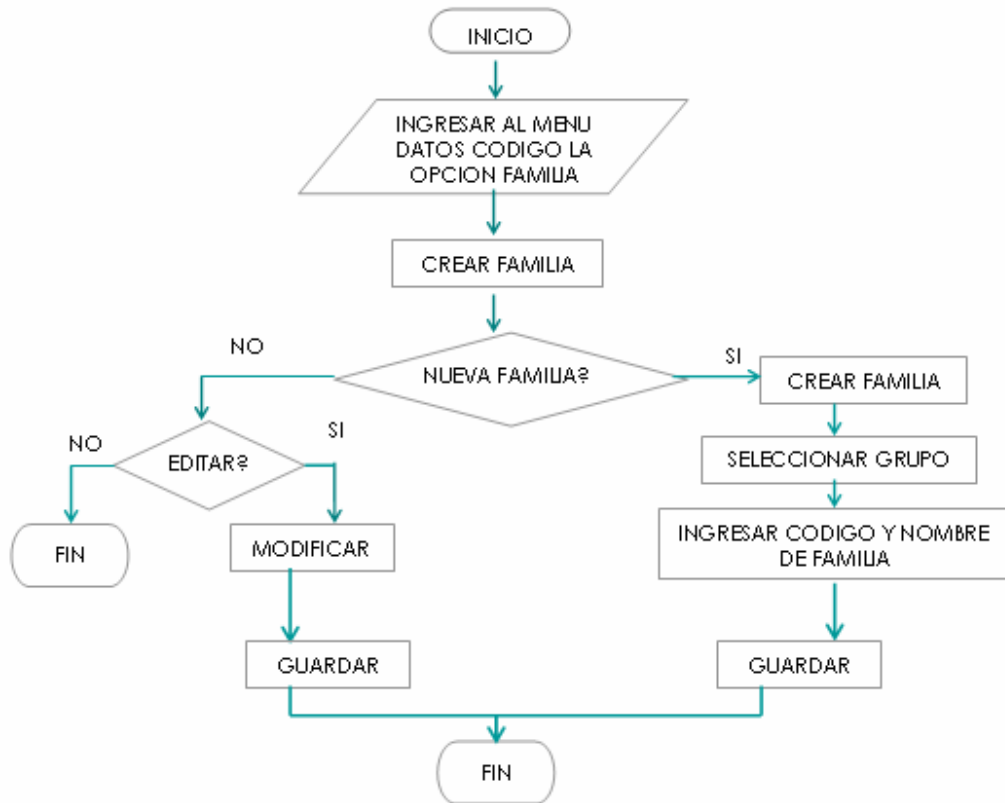 INICIO
INGRESAR AL MENU
DATOS CODIGO LA
OPCION FAMILIA
CREAR FAMILIA
NO
NUEVA FAMILIA?
SI
CREAR FAMILIA
NO
EDITAR?
SI
SELECCIONAR GRUPO
FIN
MODIFICAR
INGRESAR CODIGO Y NOMBRE
DE FAMILIA
GUARDAR
GUARDAR
FIN